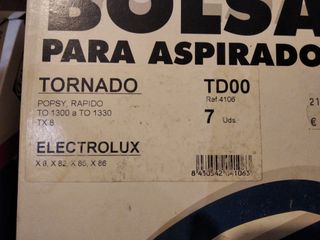 BOLSA
PARA ASPIRADO
TORNADO TD00
POPSY, RAPIDO Ref.4106
TO 1300 a TO 1330 7 Uds.
TX 8
ELECTROLUX
X 8, X 82, X 85, X 86
21
€